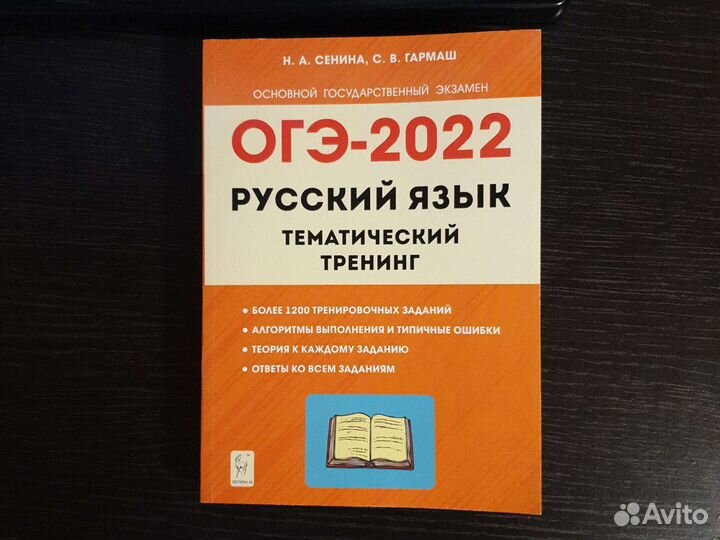 Н. А. СЕНИНА, С. В. ГАРМАШ
ОСНОВНОЙ ГОСУДАРСТВЕННЫЙ ЭКЗАМЕН
ОГЭ-2022
РУССКИЙ ЯЗЫК
ТЕМАТИЧЕСКИЙ
ТРЕНИНГ
• БОЛЕЕ 1200 ТРЕНИРОВОЧНЫХ ЗАДАНИЙ
• АЛГОРИТМЫ ВЫПОЛНЕНИЯ И ТИПИЧНЫЕ ОШИБКИ
• ТЕОРИЯ К КАЖДОМУ ЗАДАНИЮ
• ОТВЕТЫ КО ВСЕМ ЗАДАНИЯМ
ЛЕГИОН-М
Avito